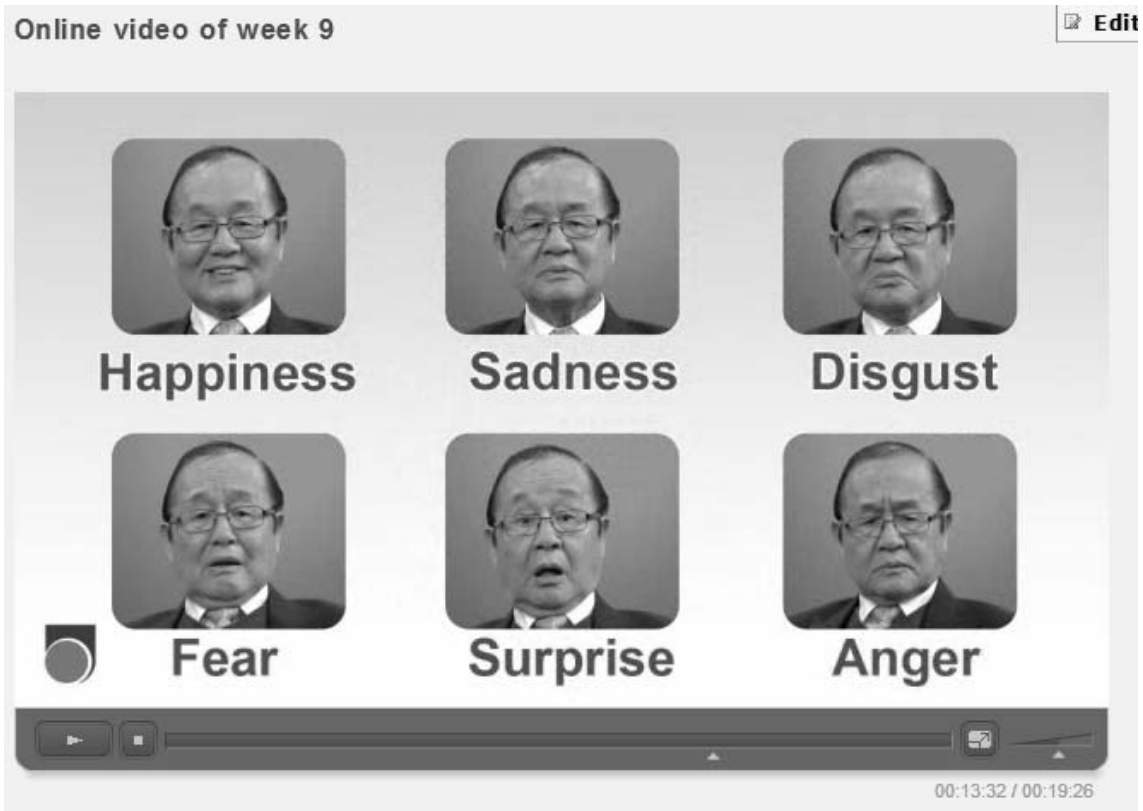 Online video of week 9
Edit
Happiness Sadness Disgust
Fear Surprise Anger
00:13:32 / 00:19:26